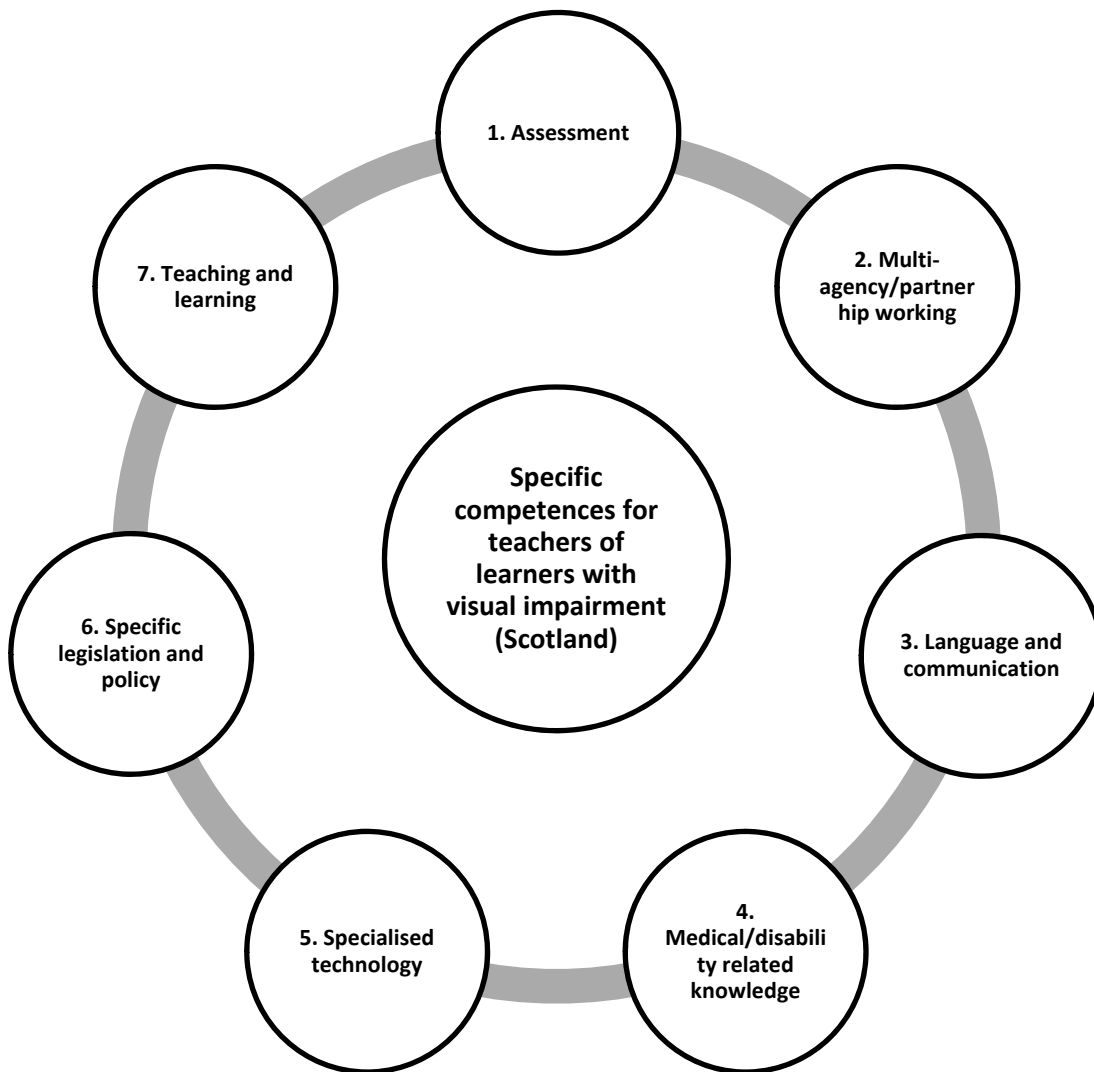 1. Assessment
2. Multi-
agency/partner
hip working
3. Language and
communication
4.
Medical/disabili
ty related
knowledge
5. Specialised
technology
6. Specific
legislation and
policy
7. Teaching and
learning
Specific
competences for
teachers of
learners with
visual impairment
(Scotland)